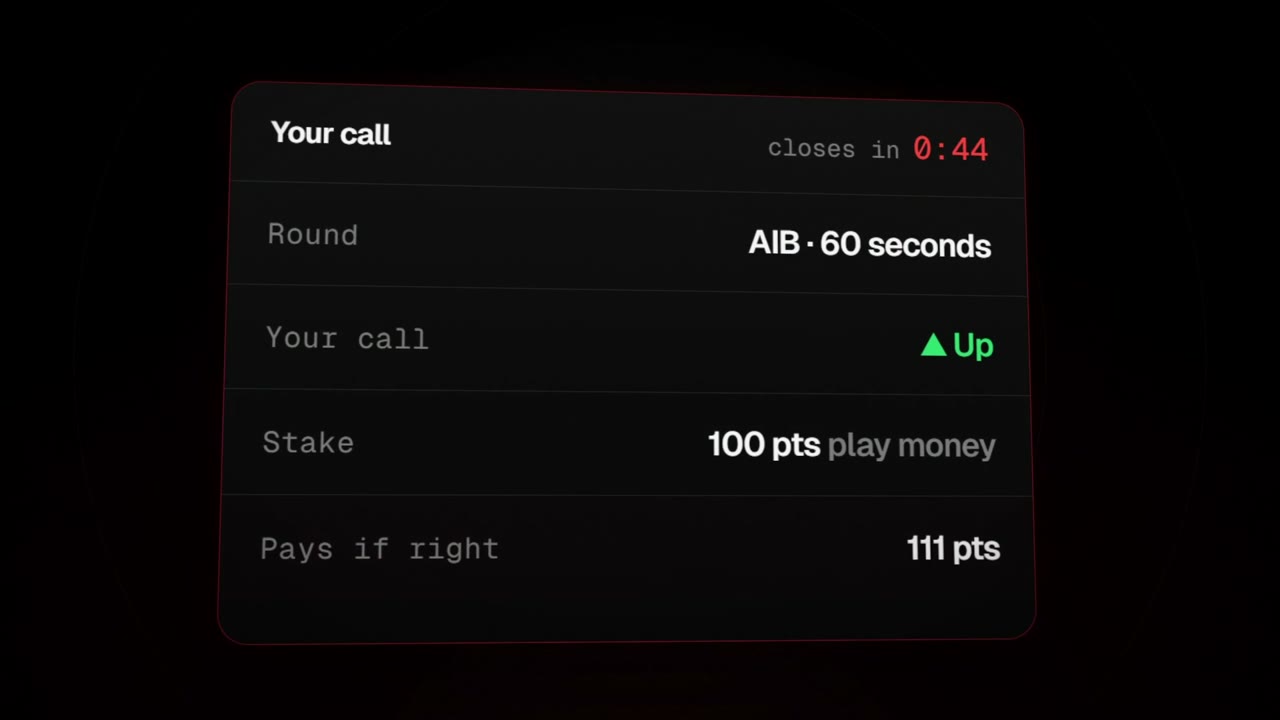 Your call
closes in 0:44
Round
AIB · 60 seconds
Your call
▲ Up
Stake
100 pts play money
Pays if right
111 pts